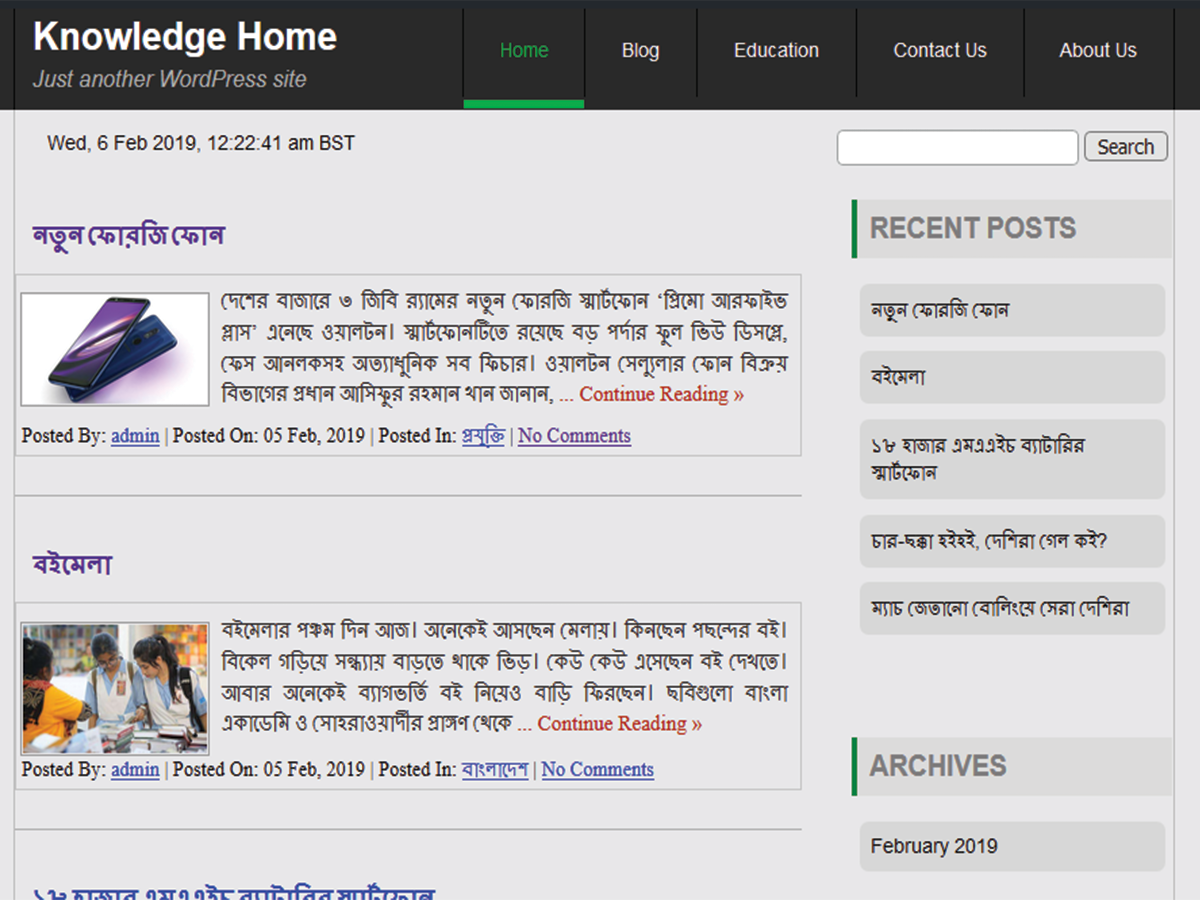 Knowledge Home
Just another WordPress site
Home
Blog
Education
Contact Us
About Us
Wed, 6 Feb 2019, 12:22:41 am BST
Search
নতুন ফোরজি ফোন
দেশের বাজারে ৩ জিবি র‍্যামের নতুন ফোরজি স্মার্টফোন ‘প্রিমো আরফাইভ
প্লাস’ এনেছে ওয়ালটন। স্মার্টফোনটিতে রয়েছে বড় পর্দার ফুল ভিউ ডিসপ্লে,
ফেস আনলকসহ অত্যাধুনিক সব ফিচার। ওয়ালটন সেল্যুলার ফোন বিক্রয়
বিভাগের প্রধান আসিফুর রহমান খান জানান, ... Continue Reading »
Posted By: admin | Posted On: 05 Feb, 2019 | Posted In: প্রযুক্তি | No Comments
বইমেলা
বইমেলার পঞ্চম দিন আজ। অনেকেই আসছেন মেলায়। কিনছেন পছন্দের বই।
বিকেল গড়িয়ে সন্ধ্যায় বাড়তে থাকে ভিড়। কেউ কেউ এসেছেন বই দেখতে।
আবার অনেকেই ব্যাগভর্তি বই নিয়েও বাড়ি ফিরছেন। ছবিগুলো বাংলা
একাডেমি ও সোহরাওয়ার্দীর প্রাঙ্গণ থেকে ... Continue Reading »
Posted By: admin | Posted On: 05 Feb, 2019 | Posted In: বাংলাদেশ | No Comments
১৮ হাজার এমএএইচ ব্যাটারির স্মার্টফোন
RECENT POSTS
নতুন ফোরজি ফোন
বইমেলা
১৮ হাজার এমএএইচ ব্যাটারির
স্মার্টফোন
চার-ছক্কা হইহই, দেশিরা গেল কই?
ম্যাচ জেতানো বোলিংয়ে সেরা দেশিরা
ARCHIVES
February 2019